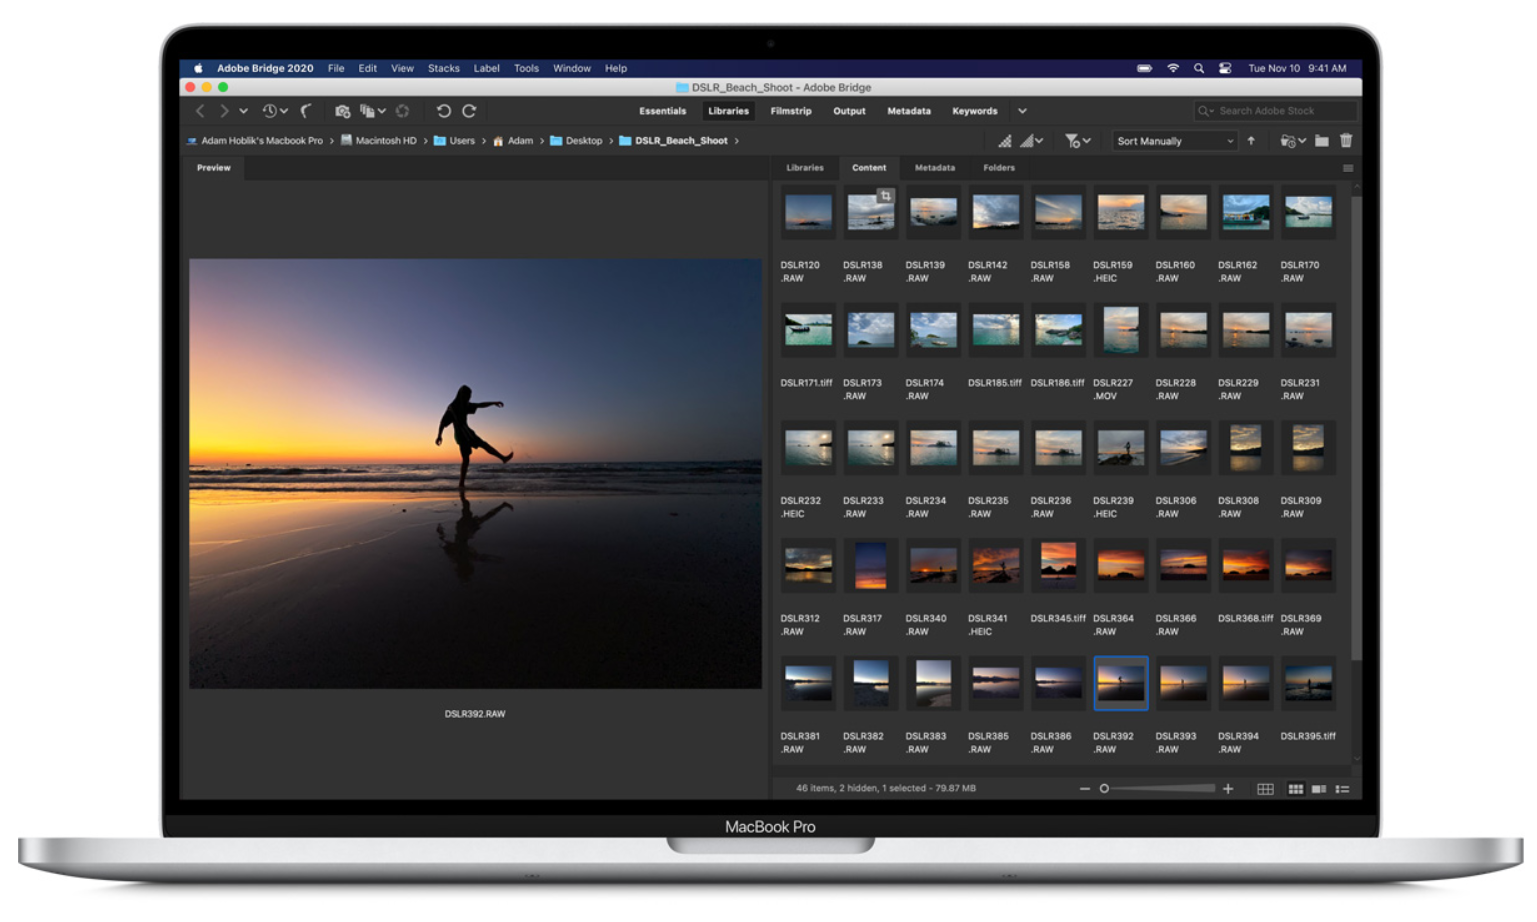 Adobe Bridge 2020 File Edit View Stacks Label Tools Window Help Tue Nov 10 9:41 AM
DSLR_Beach_Shoot - Adobe Bridge
Essentials Libraries Filmstrip Output Metadata Keywords Search Adobe Stock
Adam Hoblik's Macbook Pro Macintosh HD Users Adam Desktop DSLR_Beach_Shoot Sort Manually
Preview Libraries Content Metadata Folders
DSLR120 DSLR138 DSLR139 DSLR142 DSLR158 DSLR159 DSLR160 DSLR162 DSLR170
.RAW .RAW .RAW .RAW .RAW .HEIC .RAW .RAW .RAW
DSLR171.tiff DSLR173 DSLR174 DSLR185.tiff DSLR186.tiff DSLR227 DSLR228 DSLR229 DSLR231
.RAW .RAW .MOV .RAW .RAW .RAW
DSLR232 DSLR233 DSLR234 DSLR235 DSLR236 DSLR239 DSLR306 DSLR308 DSLR309
.HEIC .RAW .RAW .RAW .RAW .HEIC .RAW .RAW .RAW
DSLR312 DSLR317 DSLR340 DSLR341 DSLR345.tiff DSLR364 DSLR366 DSLR368.tiff DSLR369
.RAW .RAW .RAW .HEIC .RAW .RAW .RAW
DSLR392.RAW
DSLR381 DSLR382 DSLR383 DSLR385 DSLR386 DSLR392 DSLR393 DSLR394 DSLR395.tiff
.RAW .RAW .RAW .RAW .RAW .RAW .RAW .RAW
46 items, 2 hidden, 1 selected - 79.87 MB
MacBook Pro